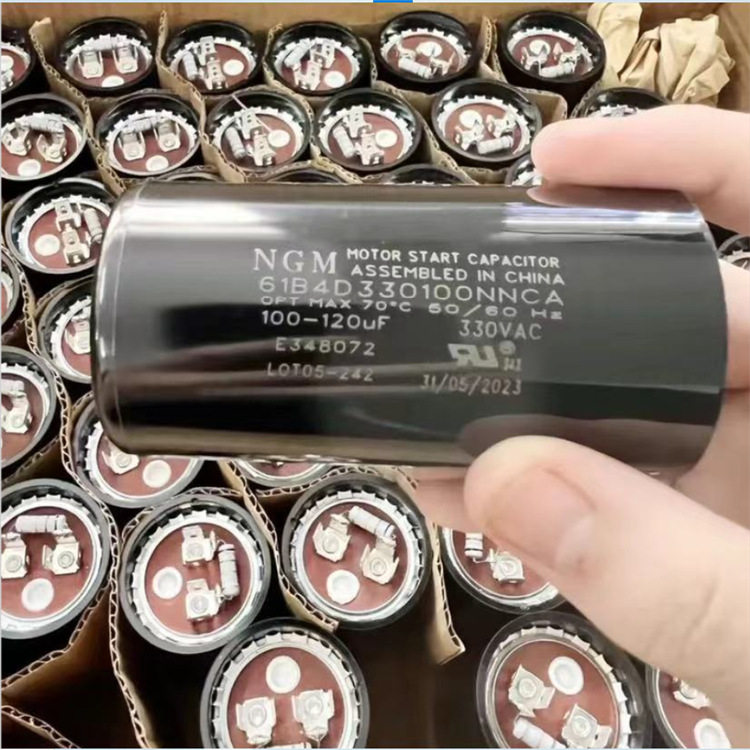 NGM MOTOR START CAPACITOR
ASSEMBLED IN CHINA
61B4D330100NNCA
OPT MAX 70°C 50/60 Hz
100-120uF 330VAC
E348072
LOT05-242 31/05/2023